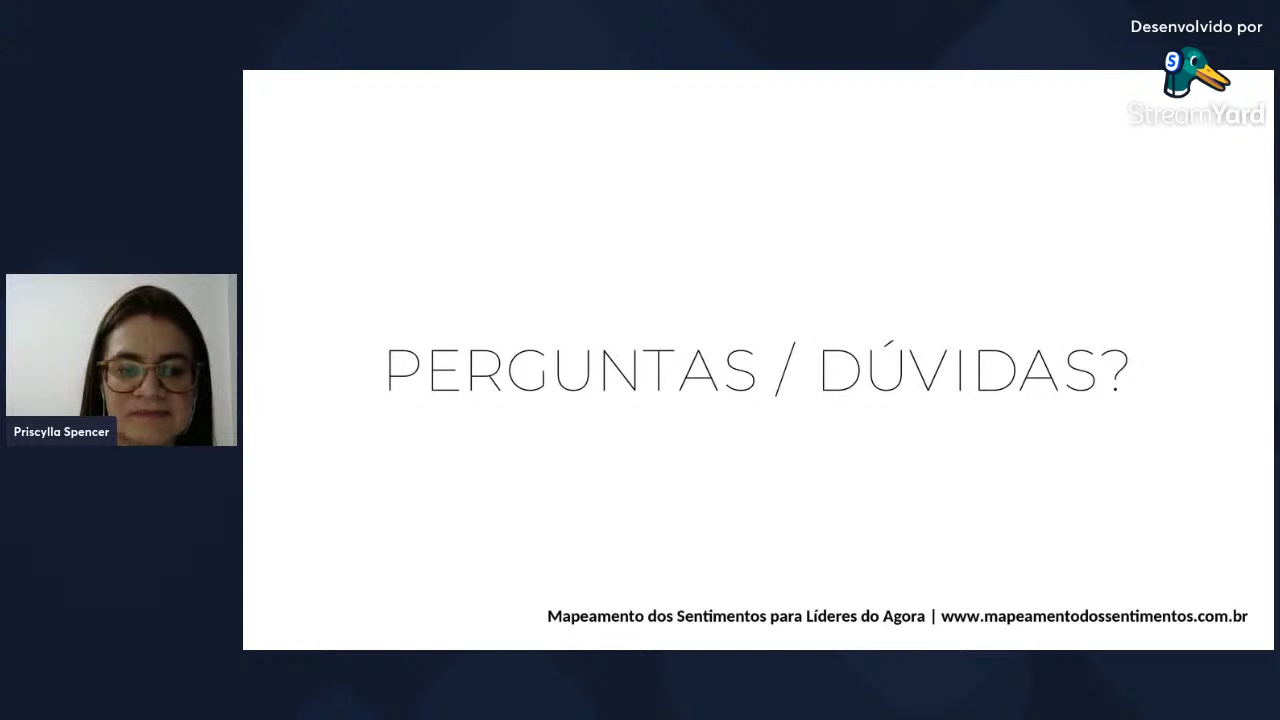 Desenvolvido por
S
StreamYard
PERGUNTAS / DÚVIDAS?
Priscylla Spencer
Mapeamento dos Sentimentos para Líderes do Agora | www.mapeamentodossentimentos.com.br